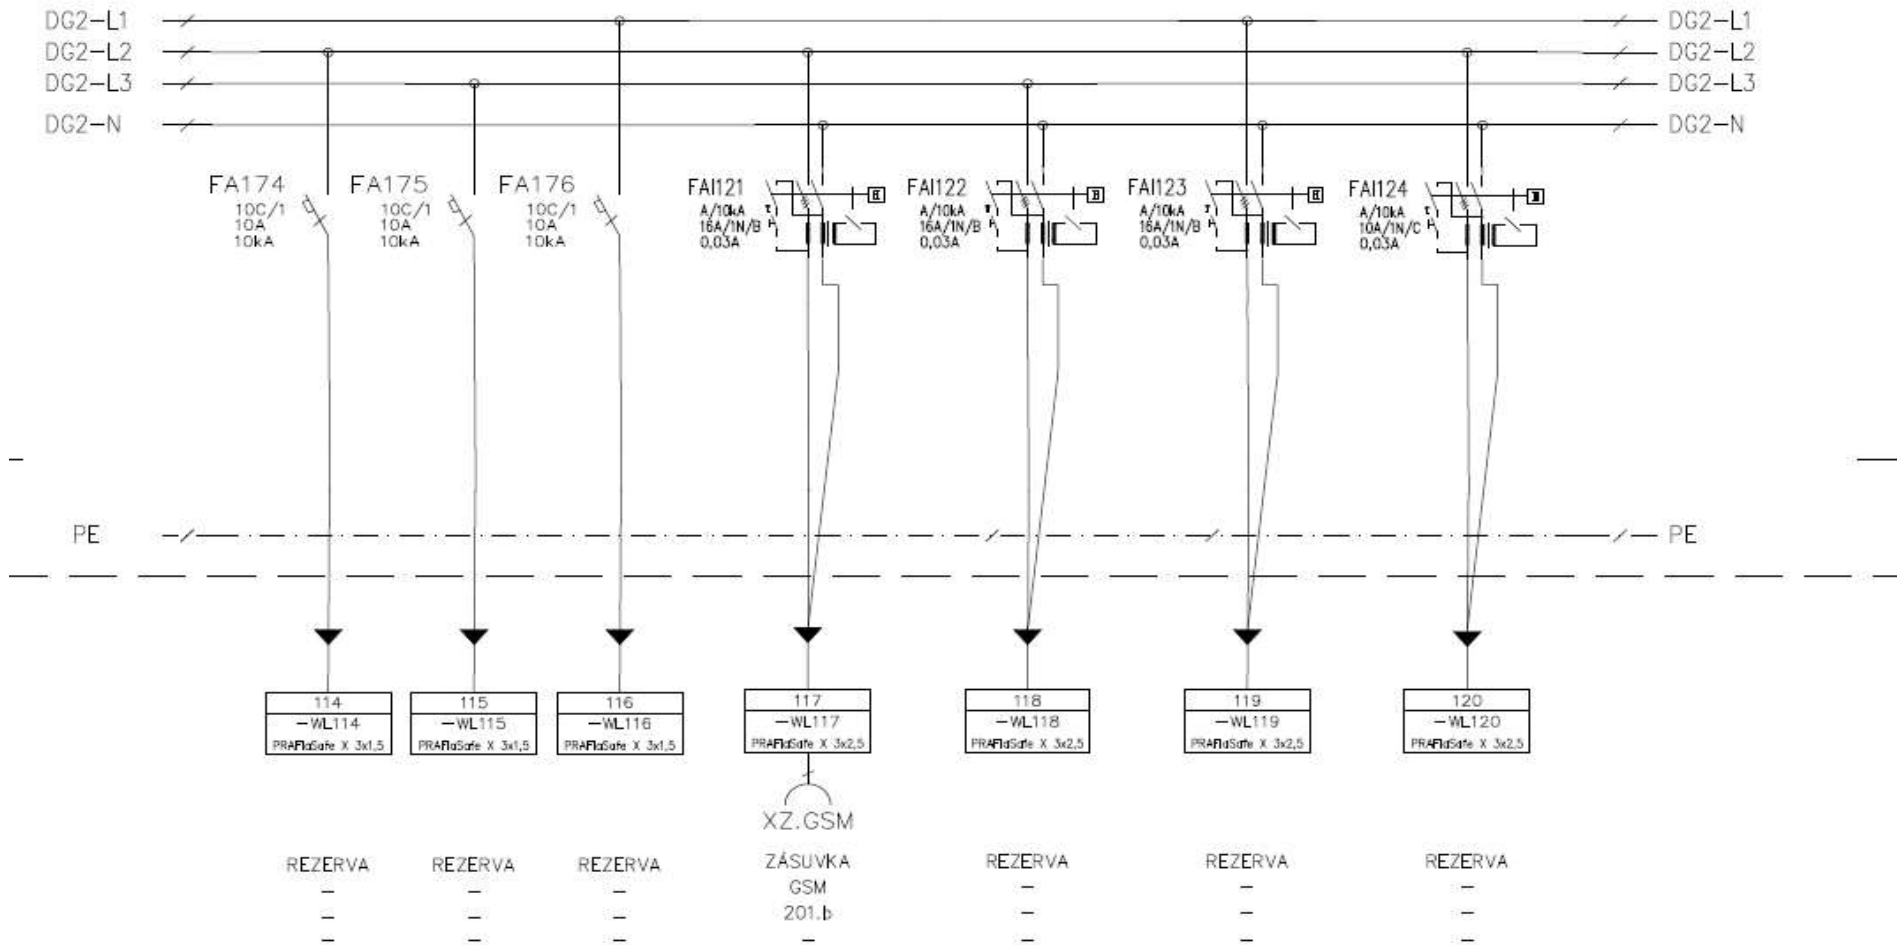 DG2-L1 DG2-L1
DG2-L2 DG2-L2
DG2-L3 DG2-L3
DG2-N DG2-N
FA174
10C/1
10A
10kA
FA175
10C/1
10A
10kA
FA176
10C/1
10A
10kA
FAI121
A/10kA
16A/1N/B
0,03A
FAI122
A/10kA
16A/1N/B
0,03A
FAI123
A/10kA
16A/1N/B
0,03A
FAI124
A/10kA
10A/1N/C
0,03A
PE PE
114
-WL114
PRAFlaSafe X 3x1,5
115
-WL115
PRAFlaSafe X 3x1,5
116
-WL116
PRAFlaSafe X 3x1,5
117
-WL117
PRAFlaSafe X 3x2,5
118
-WL118
PRAFlaSafe X 3x2,5
119
-WL119
PRAFlaSafe X 3x2,5
120
-WL120
PRAFlaSafe X 3x2,5
XZ.GSM
REZERVA
-
-
-
REZERVA
-
-
-
REZERVA
-
-
-
ZÁSUVKA
GSM
201.b
-
REZERVA
-
-
-
REZERVA
-
-
-
REZERVA
-
-
-